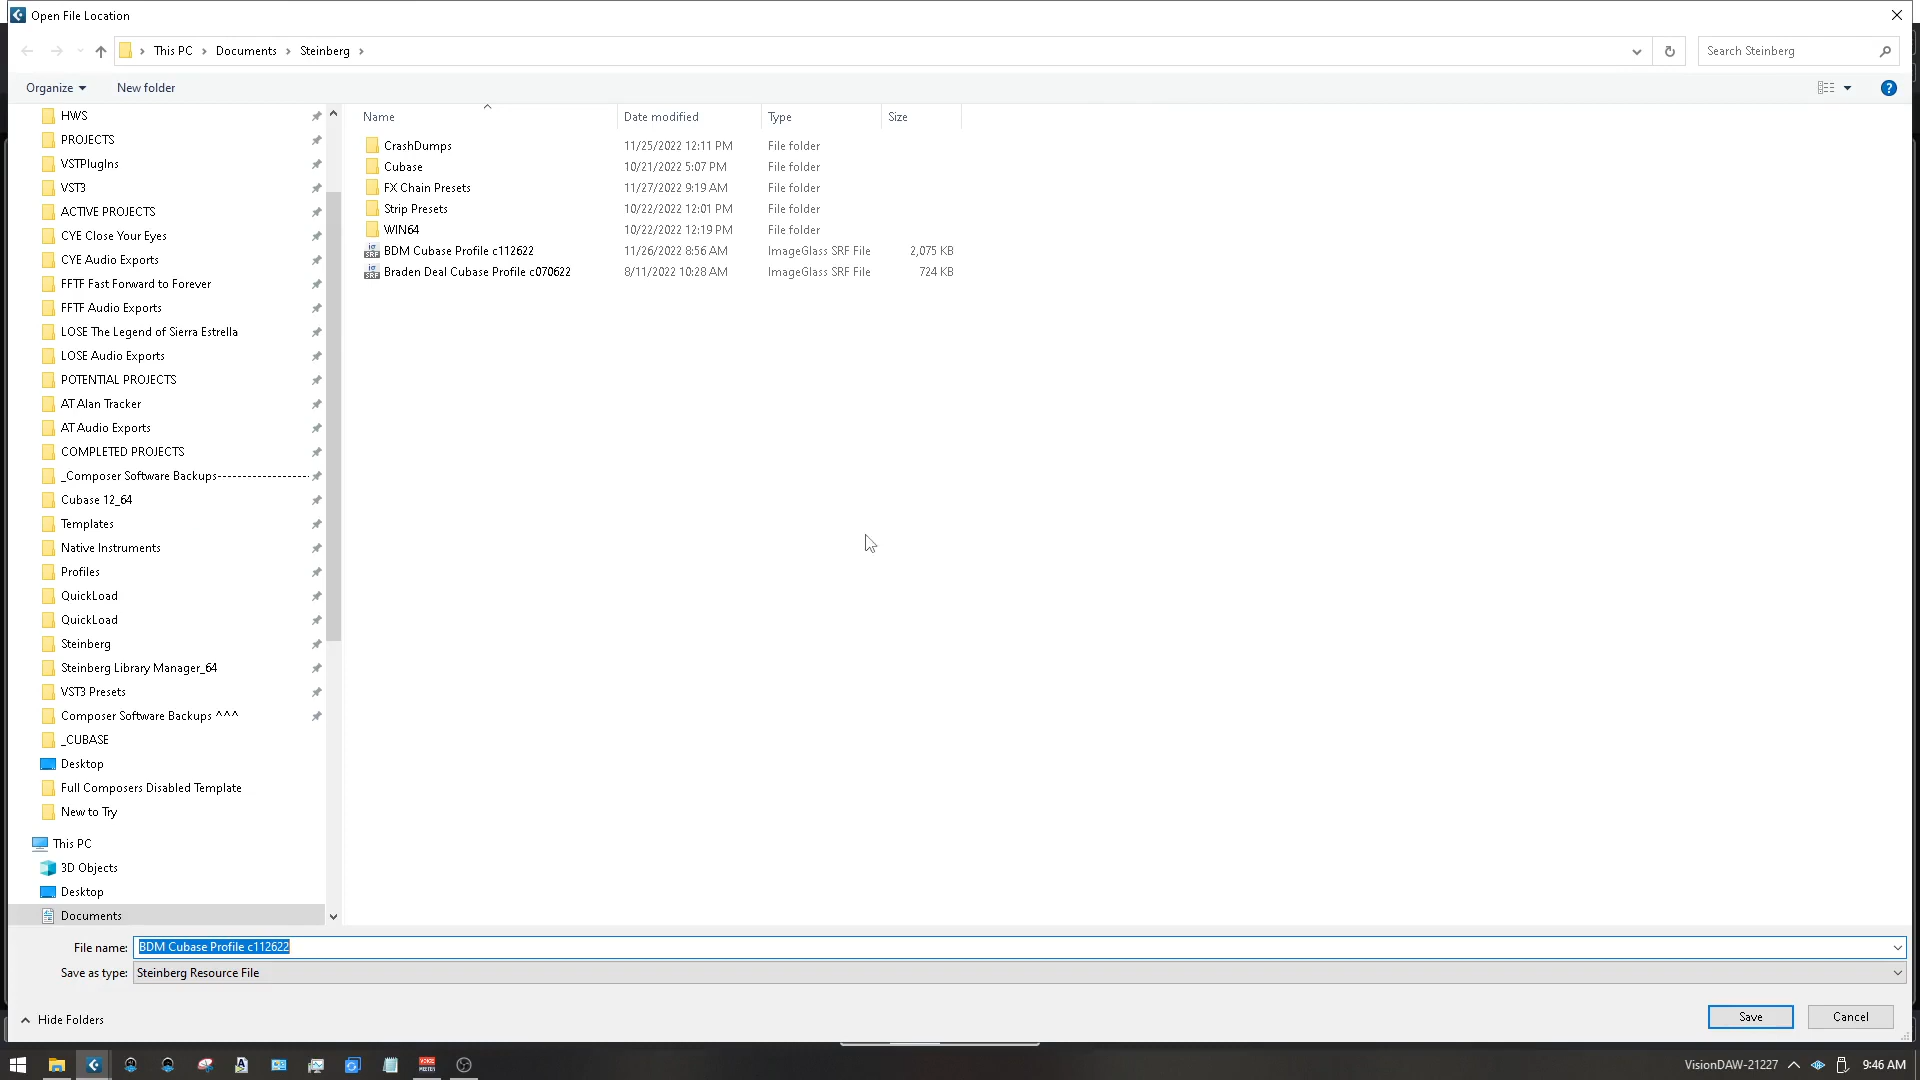 Open File Location
This PC Documents Steinberg
Search Steinberg
Organize New folder
Name Date modified Type Size
CrashDumps 11/25/2022 12:11 PM File folder
Cubase 10/21/2022 5:07 PM File folder
FX Chain Presets 11/27/2022 9:19 AM File folder
Strip Presets 10/22/2022 12:01 PM File folder
WIN64 10/22/2022 12:19 PM File folder
BDM Cubase Profile c112622 11/26/2022 8:56 AM ImageGlass SRF File 2,075 KB
Braden Deal Cubase Profile c070622 8/11/2022 10:28 AM ImageGlass SRF File 724 KB
HWS
PROJECTS
VSTPlugIns
VST3
ACTIVE PROJECTS
CYE Close Your Eyes
CYE Audio Exports
FFTF Fast Forward to Forever
FFTF Audio Exports
LOSE The Legend of Sierra Estrella
LOSE Audio Exports
POTENTIAL PROJECTS
AT Alan Tracker
AT Audio Exports
COMPLETED PROJECTS
_Composer Software Backups------------------
Cubase 12_64
Templates
Native Instruments
Profiles
QuickLoad
QuickLoad
Steinberg
Steinberg Library Manager_64
VST3 Presets
Composer Software Backups ^^^
_CUBASE
Desktop
Full Composers Disabled Template
New to Try
This PC
3D Objects
Desktop
Documents
File name: BDM Cubase Profile c112622
Save as type: Steinberg Resource File
Hide Folders
Save Cancel
VisionDAW-21227 9:46 AM